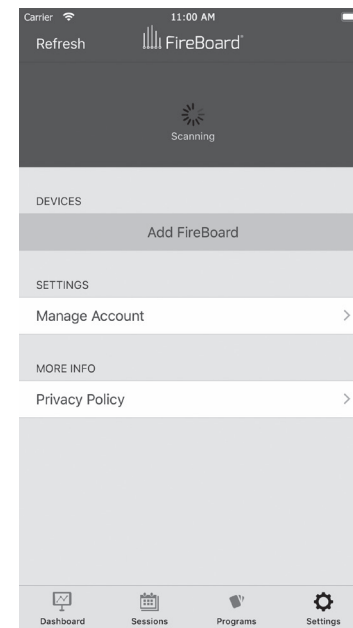 Carrier 11:00 AM
Refresh FireBoard®
Scanning
DEVICES
Add FireBoard
SETTINGS
Manage Account
MORE INFO
Privacy Policy
Dashboard Sessions Programs Settings